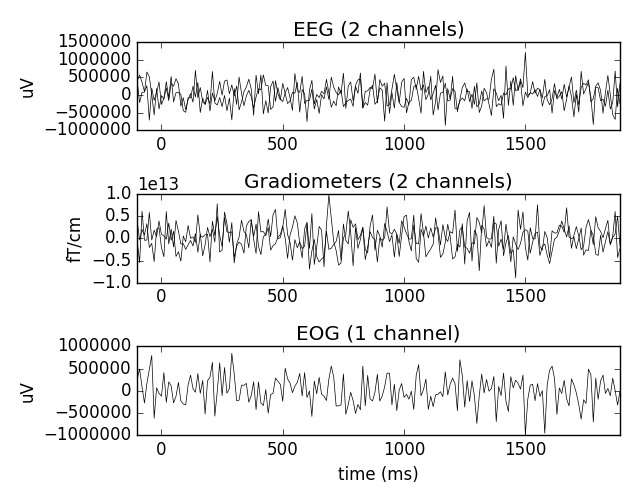 EEG (2 channels)
1500000
1000000
500000
0
−500000
−1000000
uV
0 500 1000 1500
1e13 Gradiometers (2 channels)
1.0
0.5
0.0
−0.5
−1.0
fT/cm
0 500 1000 1500
EOG (1 channel)
1000000
500000
0
−500000
−1000000
uV
0 500 1000 1500
time (ms)